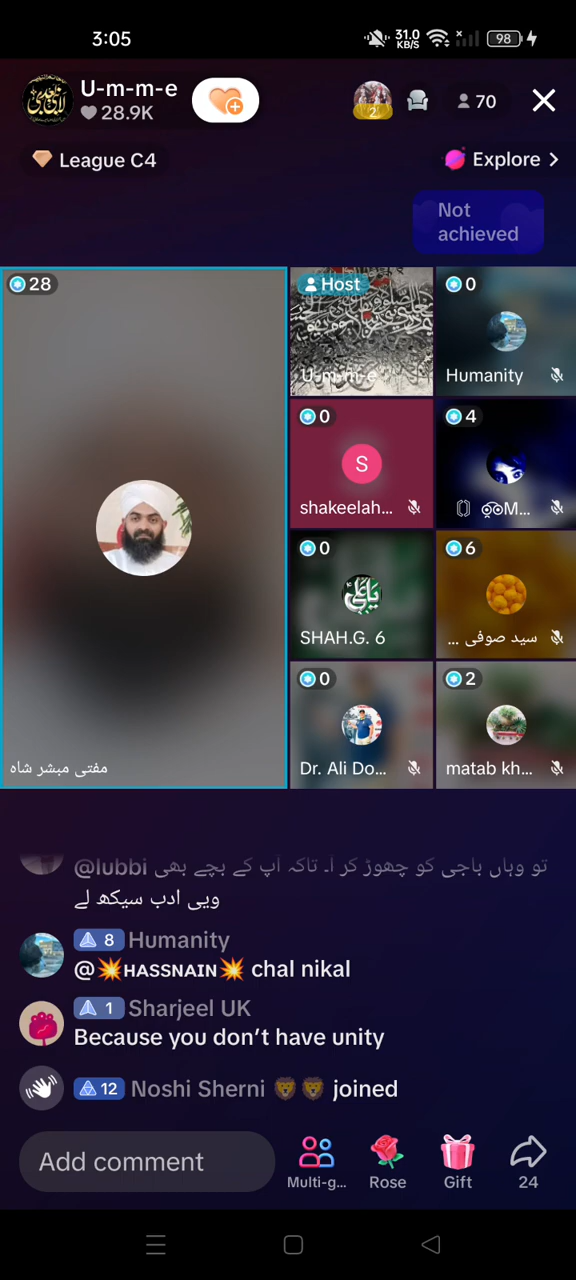 3:05
31.0
KB/S
98
U-m-m-e
28.9K
2
70
League C4
Explore
Not
achieved
28
Host
0
U-m-m-e
Humanity
0
4
S
shakeelah...
M...
0
6
SHAH.G. 6
سید صوفی ...
0
2
مفتی مبشر شاہ
Dr. Ali Do...
matab kh...
@lubbi تو وہاں باجی کو چھوڑ کر آ۔ تاکہ آپ کے بچے بھی
ویی ادب سیکھ لے
8 Humanity
@💥HASSNAIN💥 chal nikal
1 Sharjeel UK
Because you don't have unity
12 Noshi Sherni 🦁🦁 joined
Add comment
Multi-g...
Rose
Gift
24